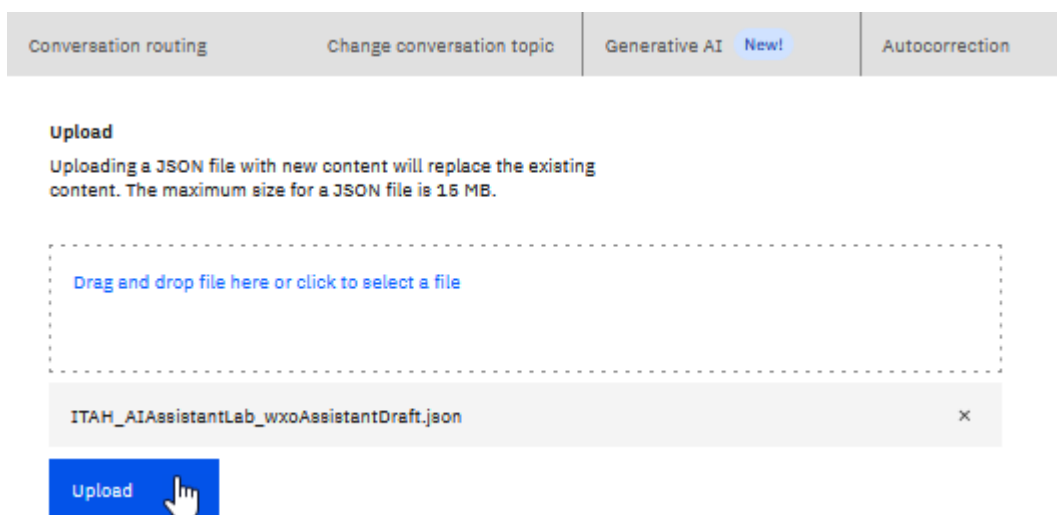 Conversation routing
Change conversation topic
Generative AI New!
Autocorrection
Upload
Uploading a JSON file with new content will replace the existing
content. The maximum size for a JSON file is 15 MB.
Drag and drop file here or click to select a file
ITAH_AIAssistantLab_wxoAssistantDraft.json
Upload